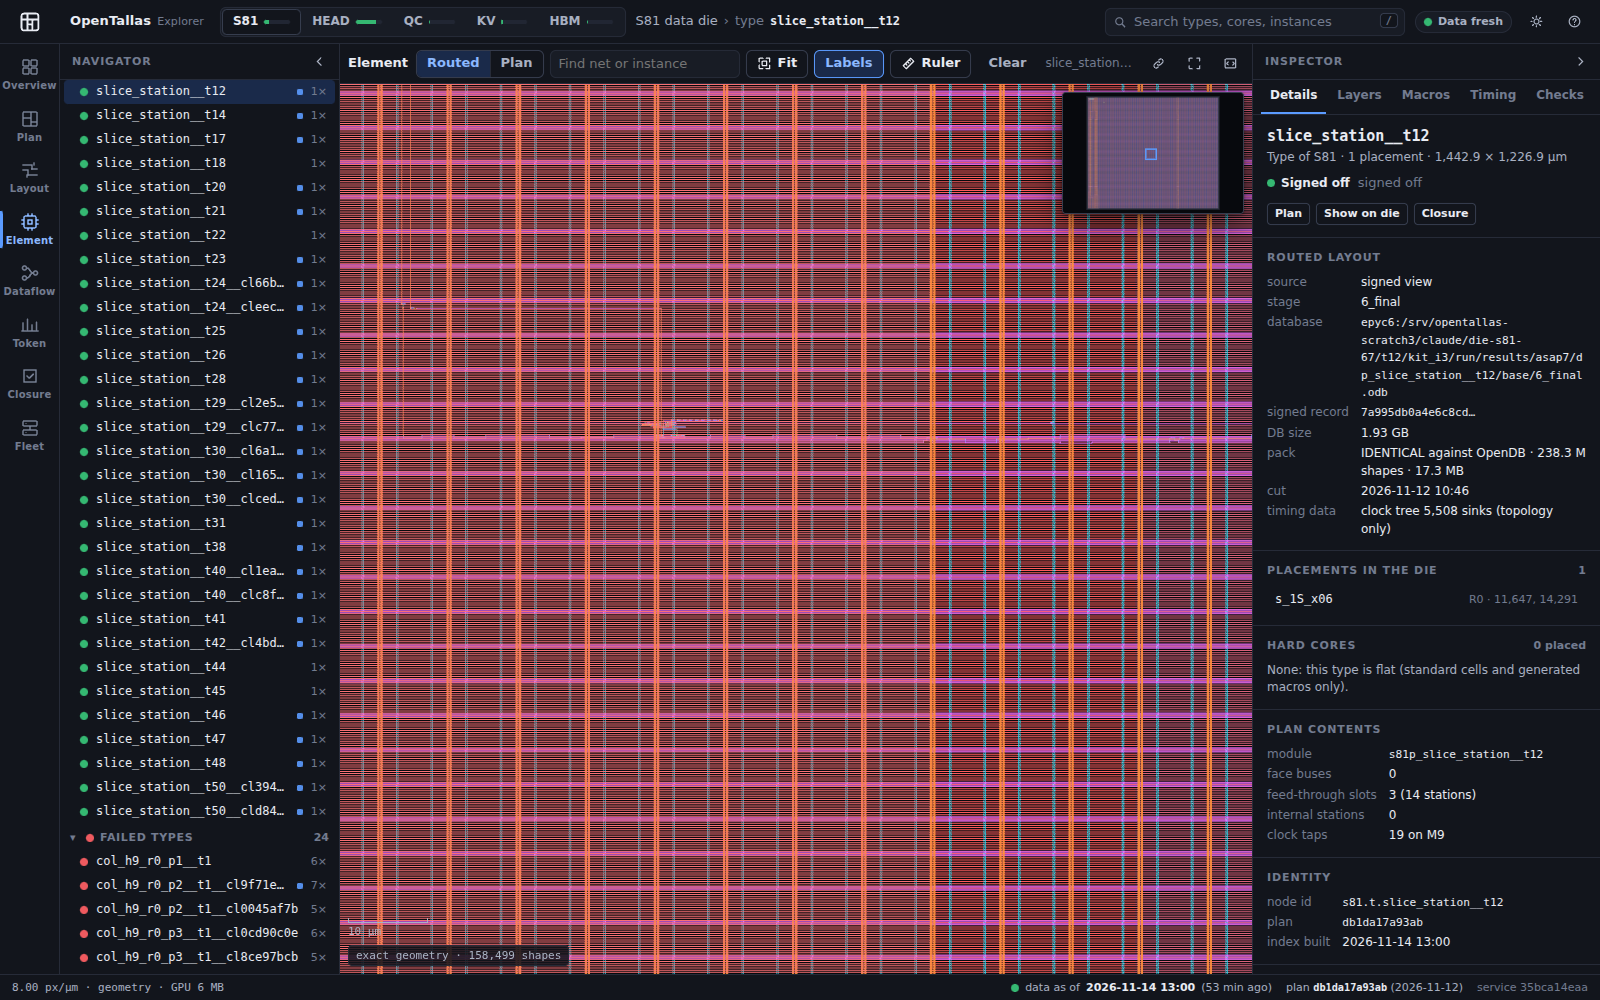 OpenTallas Explorer
S81 HEAD QC KV HBM
S81 data die › type slice_station__t12
Search types, cores, instances /
Data fresh
Overview
Plan
Layout
Element
Dataflow
Token
Closure
Fleet
NAVIGATOR
slice_station__t12 1×
slice_station__t14 1×
slice_station__t17 1×
slice_station__t18 1×
slice_station__t20 1×
slice_station__t21 1×
slice_station__t22 1×
slice_station__t23 1×
slice_station__t24__cl66b… 1×
slice_station__t24__cleec… 1×
slice_station__t25 1×
slice_station__t26 1×
slice_station__t28 1×
slice_station__t29__cl2e5… 1×
slice_station__t29__clc77… 1×
slice_station__t30__cl6a1… 1×
slice_station__t30__cl165… 1×
slice_station__t30__clced… 1×
slice_station__t31 1×
slice_station__t38 1×
slice_station__t40__cl1ea… 1×
slice_station__t40__clc8f… 1×
slice_station__t41 1×
slice_station__t42__cl4bd… 1×
slice_station__t44 1×
slice_station__t45 1×
slice_station__t46 1×
slice_station__t47 1×
slice_station__t48 1×
slice_station__t50__cl394… 1×
slice_station__t50__cld84… 1×
FAILED TYPES 24
col_h9_r0_p1__t1 6×
col_h9_r0_p2__t1__cl9f71e… 7×
col_h9_r0_p2__t1__cl0045af7b 5×
col_h9_r0_p3__t1__cl0cd90c0e 6×
col_h9_r0_p3__t1__cl8ce97bcb 5×
Element Routed Plan Find net or instance Fit Labels Ruler Clear slice_station…
10 µm
exact geometry · 158,499 shapes
INSPECTOR
Details Layers Macros Timing Checks
slice_station__t12
Type of S81 · 1 placement · 1,442.9 × 1,226.9 µm
Signed off signed off
Plan Show on die Closure
ROUTED LAYOUT
source signed view
stage 6_final
database epyc6:/srv/opentallas-
scratch3/claude/die-s81-
67/t12/kit_i3/run/results/asap7/d
p_slice_station__t12/base/6_final
.odb
signed record 7a995db0a4e6c8cd…
DB size 1.93 GB
pack IDENTICAL against OpenDB · 238.3 M
shapes · 17.3 MB
cut 2026-11-12 10:46
timing data clock tree 5,508 sinks (topology
only)
PLACEMENTS IN THE DIE 1
s_1S_x06 R0 · 11,647, 14,291
HARD CORES 0 placed
None: this type is flat (standard cells and generated
macros only).
PLAN CONTENTS
module s81p_slice_station__t12
face buses 0
feed-through slots 3 (14 stations)
internal stations 0
clock taps 19 on M9
IDENTITY
node id s81.t.slice_station__t12
plan db1da17a93ab
index built 2026-11-14 13:00
8.00 px/µm · geometry · GPU 6 MB
data as of 2026-11-14 13:00 (53 min ago) plan db1da17a93ab (2026-11-12) service 35bca14eaa